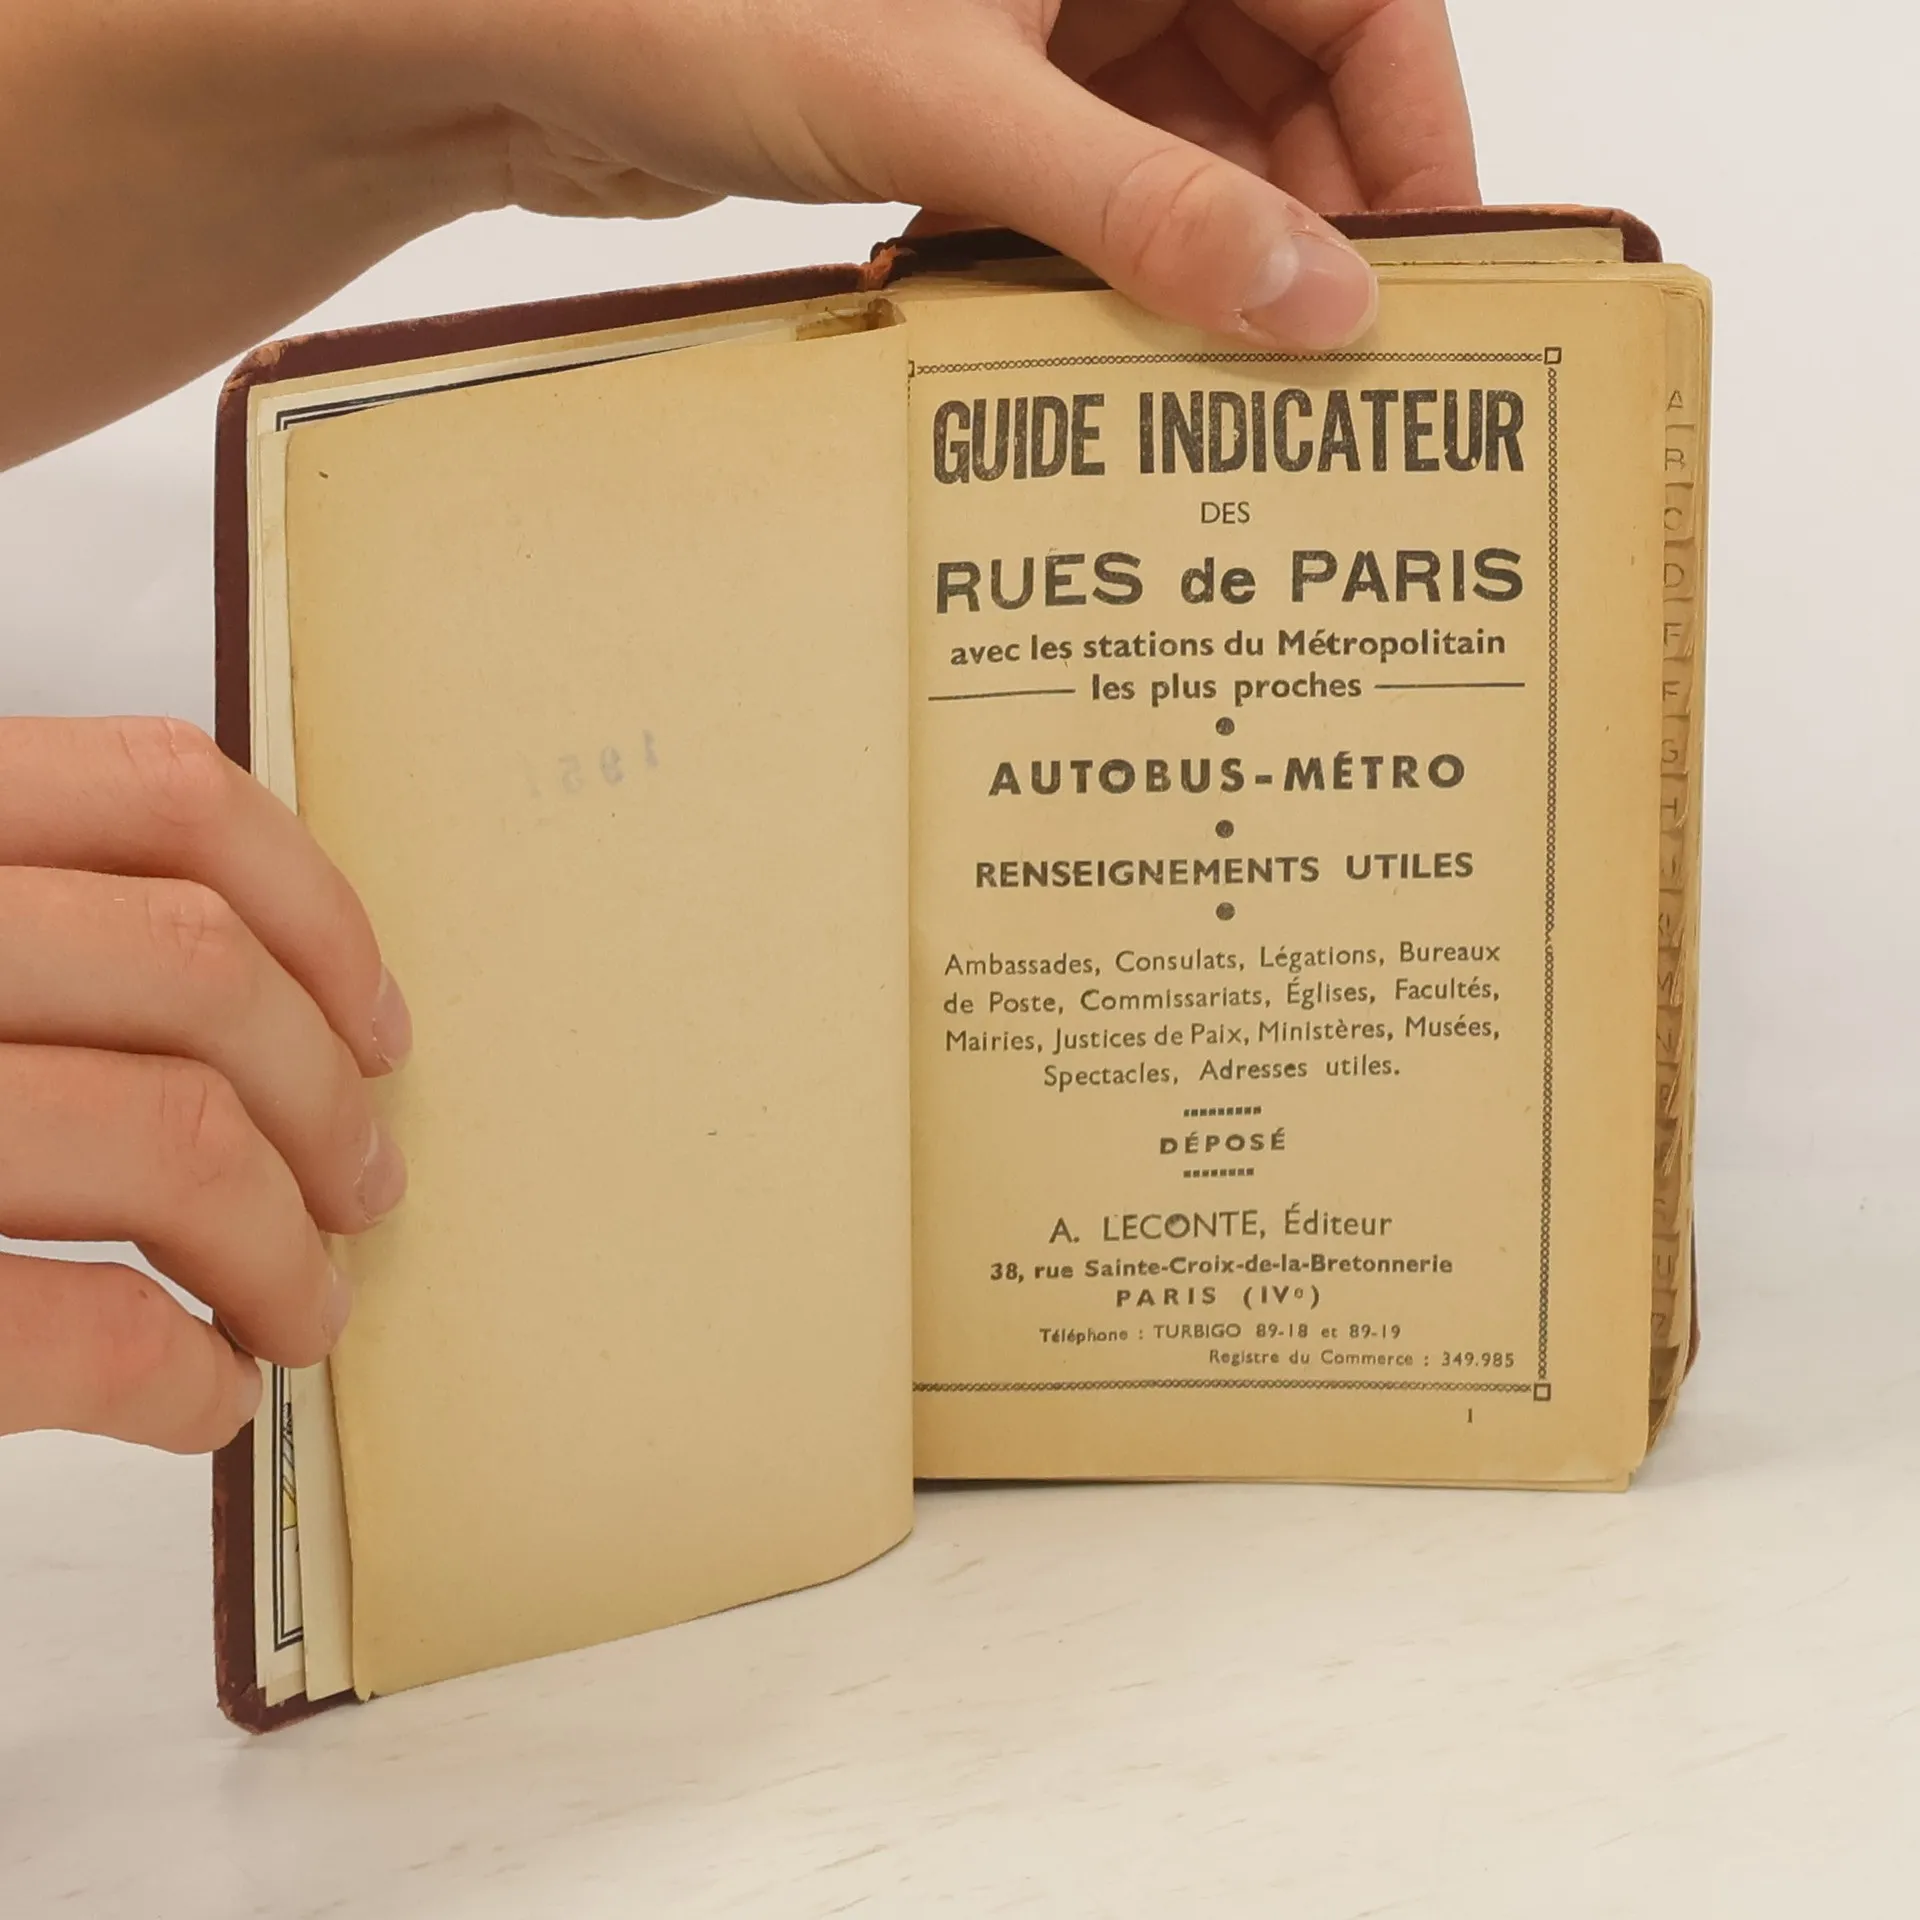 GUIDE INDICATEUR
DES
RUES de PARIS
avec les stations du Métropolitain
les plus proches
AUTOBUS-MÉTRO
RENSEIGNEMENTS UTILES
Ambassades, Consulats, Légations, Bureaux
de Poste, Commissariats, Églises, Facultés,
Mairies, Justices de Paix, Ministères, Musées,
Spectacles, Adresses utiles.
DÉPOSÉ
A. LECONTE, Éditeur
38, rue Sainte-Croix-de-la-Bretonnerie
PARIS (IVe)
Téléphone : TURBIGO 89-18 et 89-19
Registre du Commerce : 349.985
1
A
B
C
D
G
M
N
U